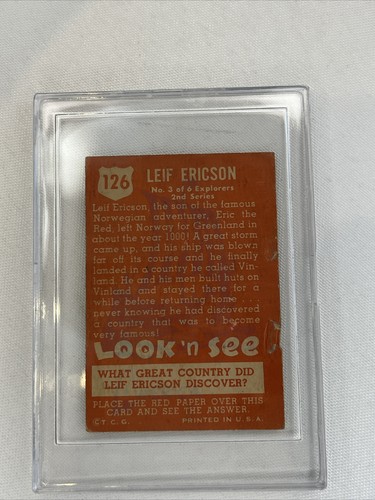 126
LEIF ERICSON
No. 3 of 6 Explorers
2nd Series
Leif Ericson, the son of the famous
Norwegian adventurer, Eric the
Red, left Norway for Greenland in
about the year 1000! A great storm
came up, and his ship was blown
far off its course and he finally
landed in a country he called Vin-
land. He and his men built huts on
Vinland and stayed there for a
while before returning home . . .
never knowing he had discovered
a country that was to become
very famous!
LOOK 'n SEE
WHAT GREAT COUNTRY DID
LEIF ERICSON DISCOVER?
PLACE THE RED PAPER OVER THIS
CARD AND SEE THE ANSWER.
©T.C.G. PRINTED IN U.S.A.